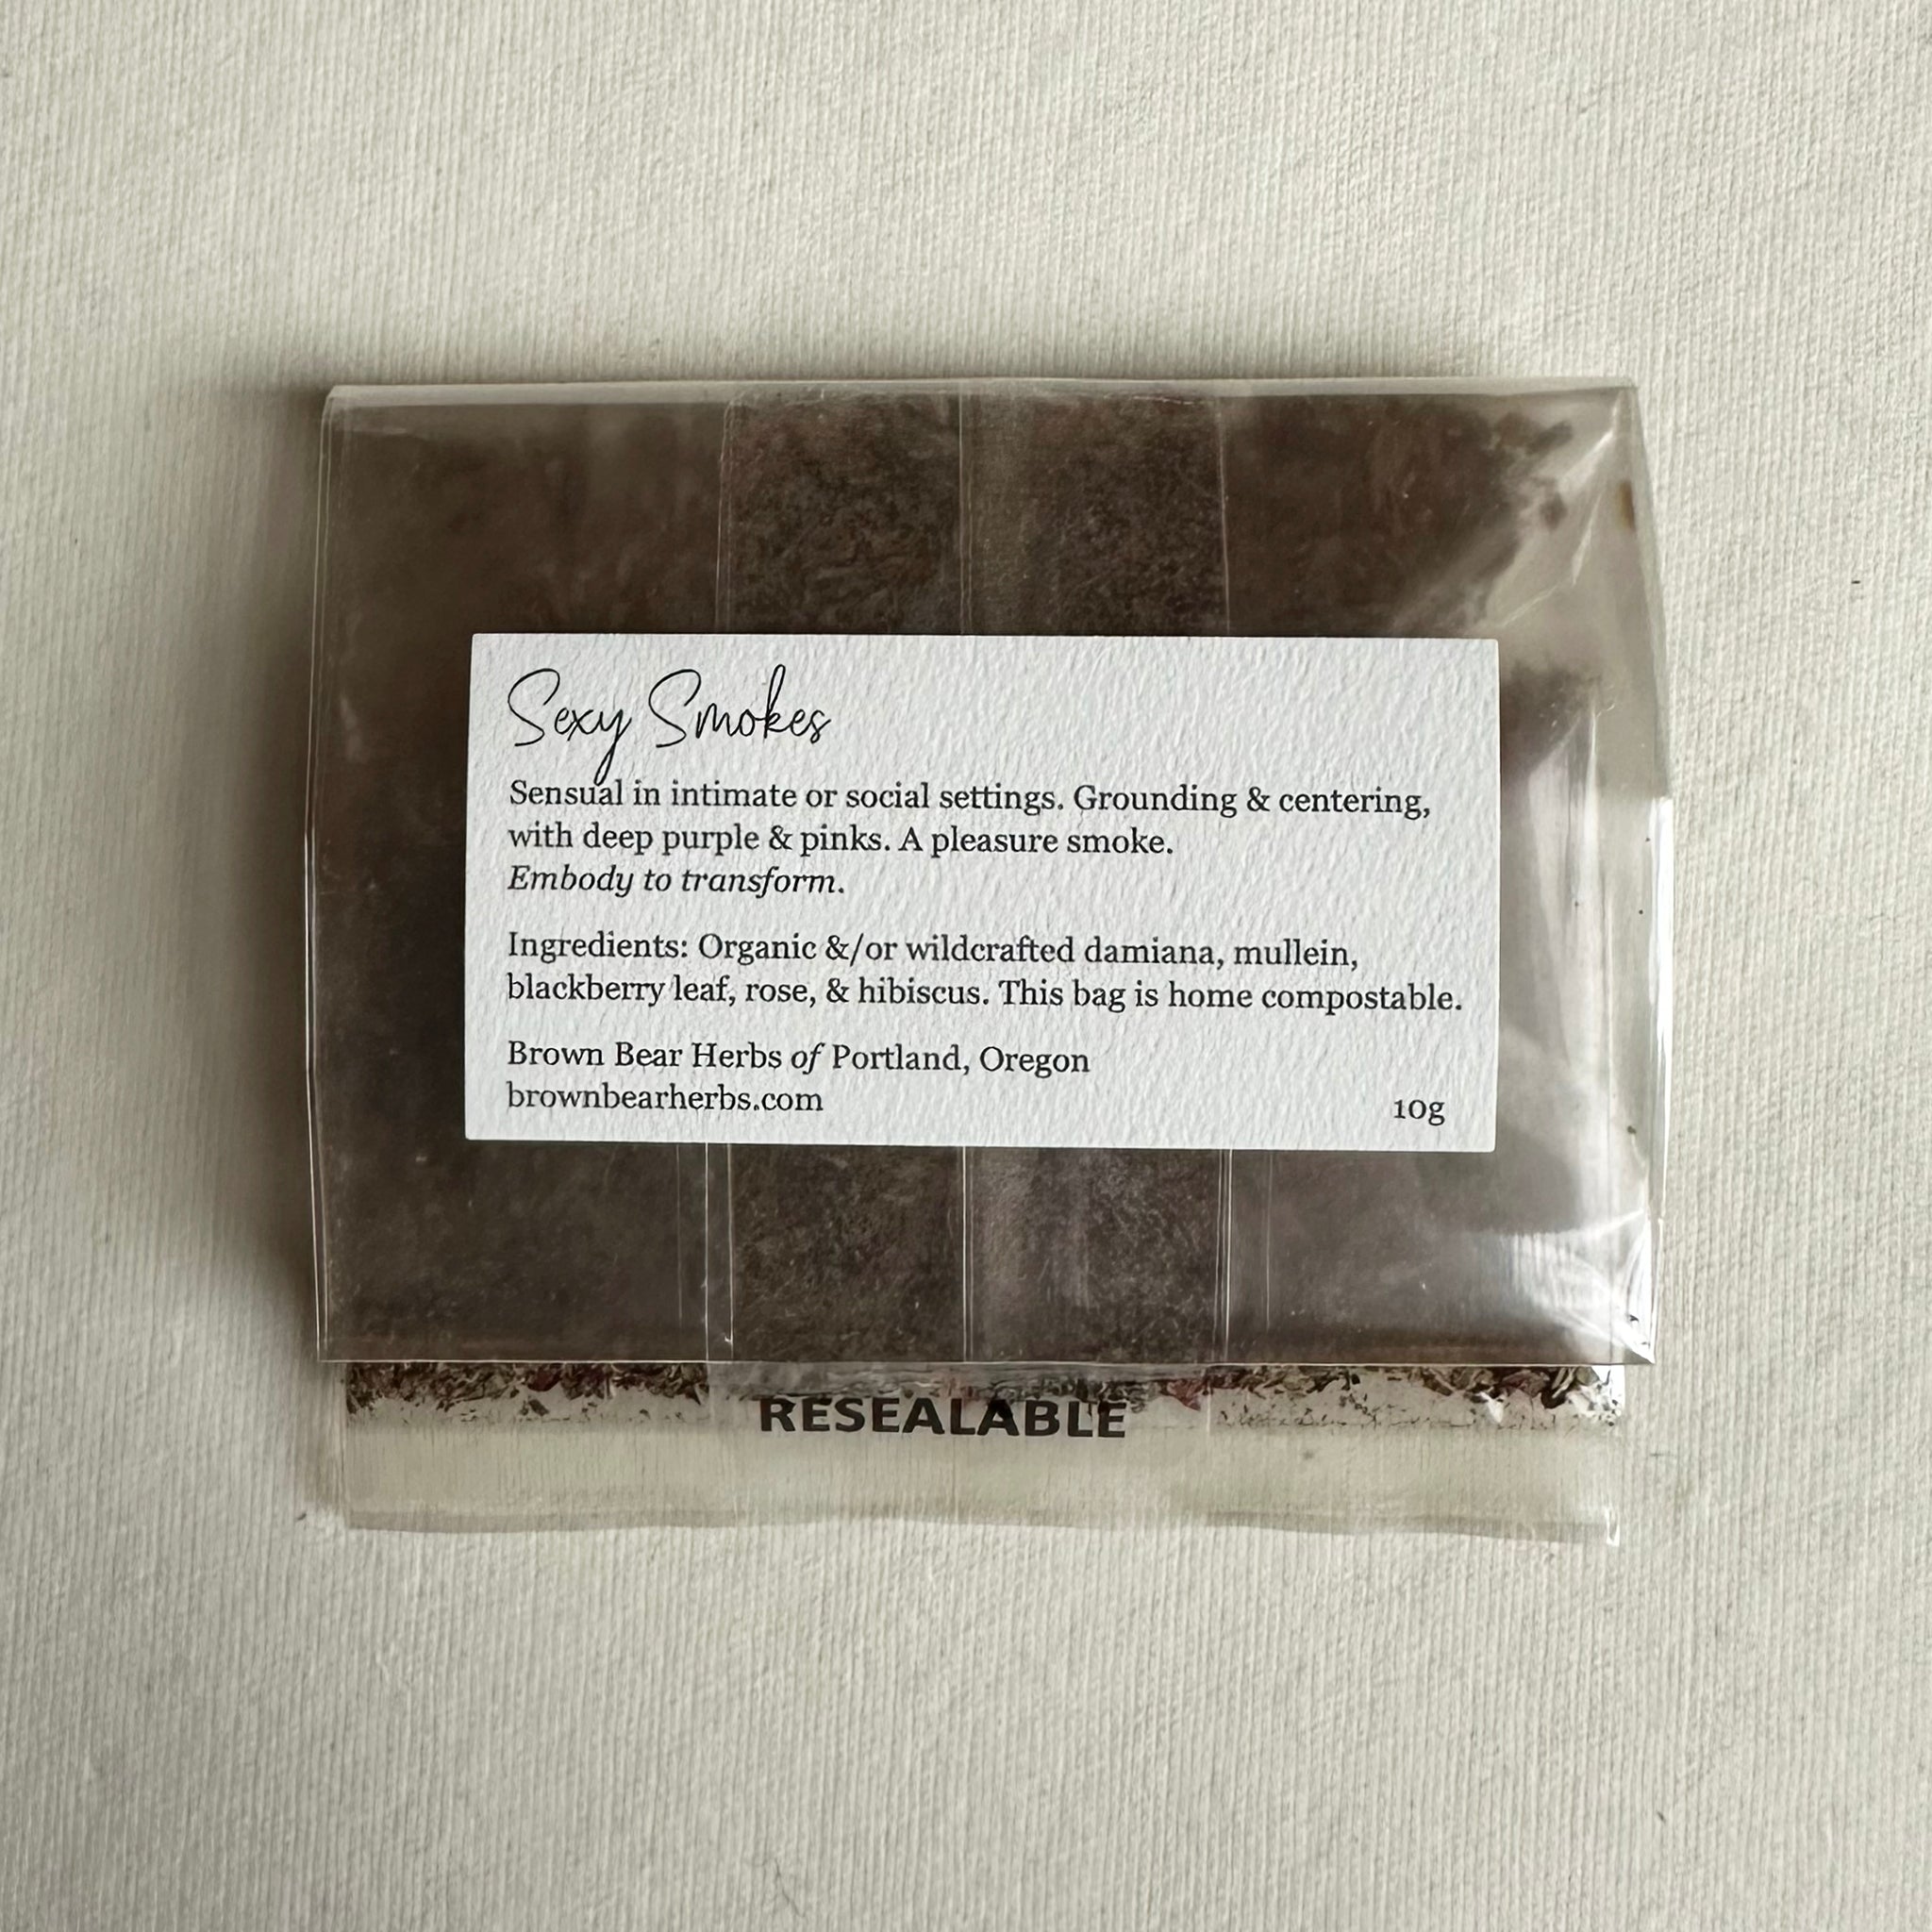 Sexy Smokes
Sensual in intimate or social settings. Grounding & centering,
with deep purple & pinks. A pleasure smoke.
Embody to transform.
Ingredients: Organic &/or wildcrafted damiana, mullein,
blackberry leaf, rose, & hibiscus. This bag is home compostable.
Brown Bear Herbs of Portland, Oregon
brownbearherbs.com
10g
RESEALABLE